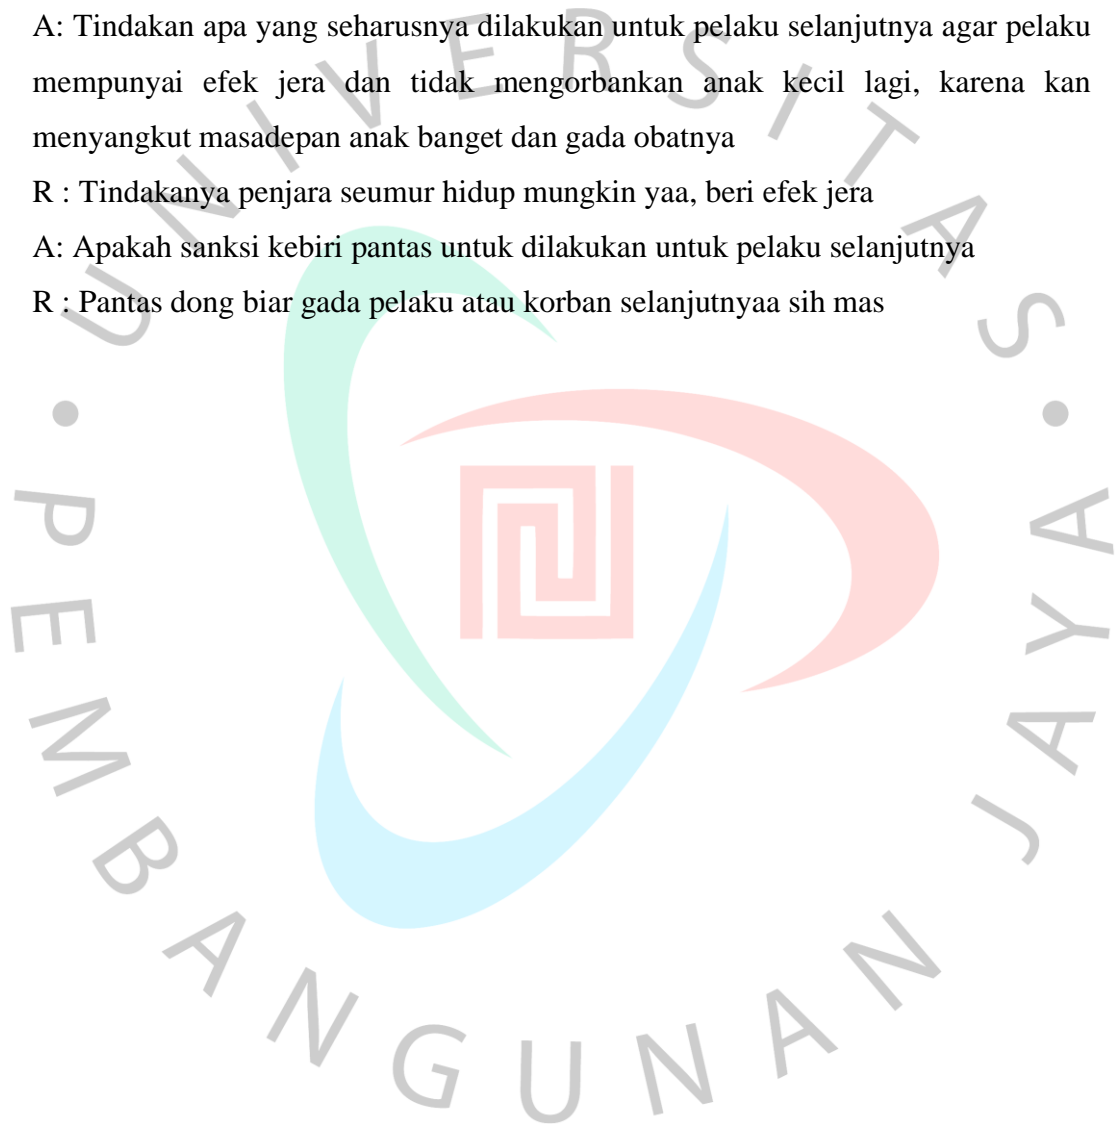 A: Tindakan apa yang seharusnya dilakukan untuk pelaku selanjutnya agar pelaku
mempunyai efek jera dan tidak mengorbankan anak kecil lagi, karena kan
menyangkut masadepan anak banget dan gada obatnya
R : Tindakanya penjara seumur hidup mungkin yaa, beri efek jera
A: Apakah sanksi kebiri pantas untuk dilakukan untuk pelaku selanjutnya
R : Pantas dong biar gada pelaku atau korban selanjutnyaa sih mas
UNIVERSITAS • PEMBANGUNAN JAYA •